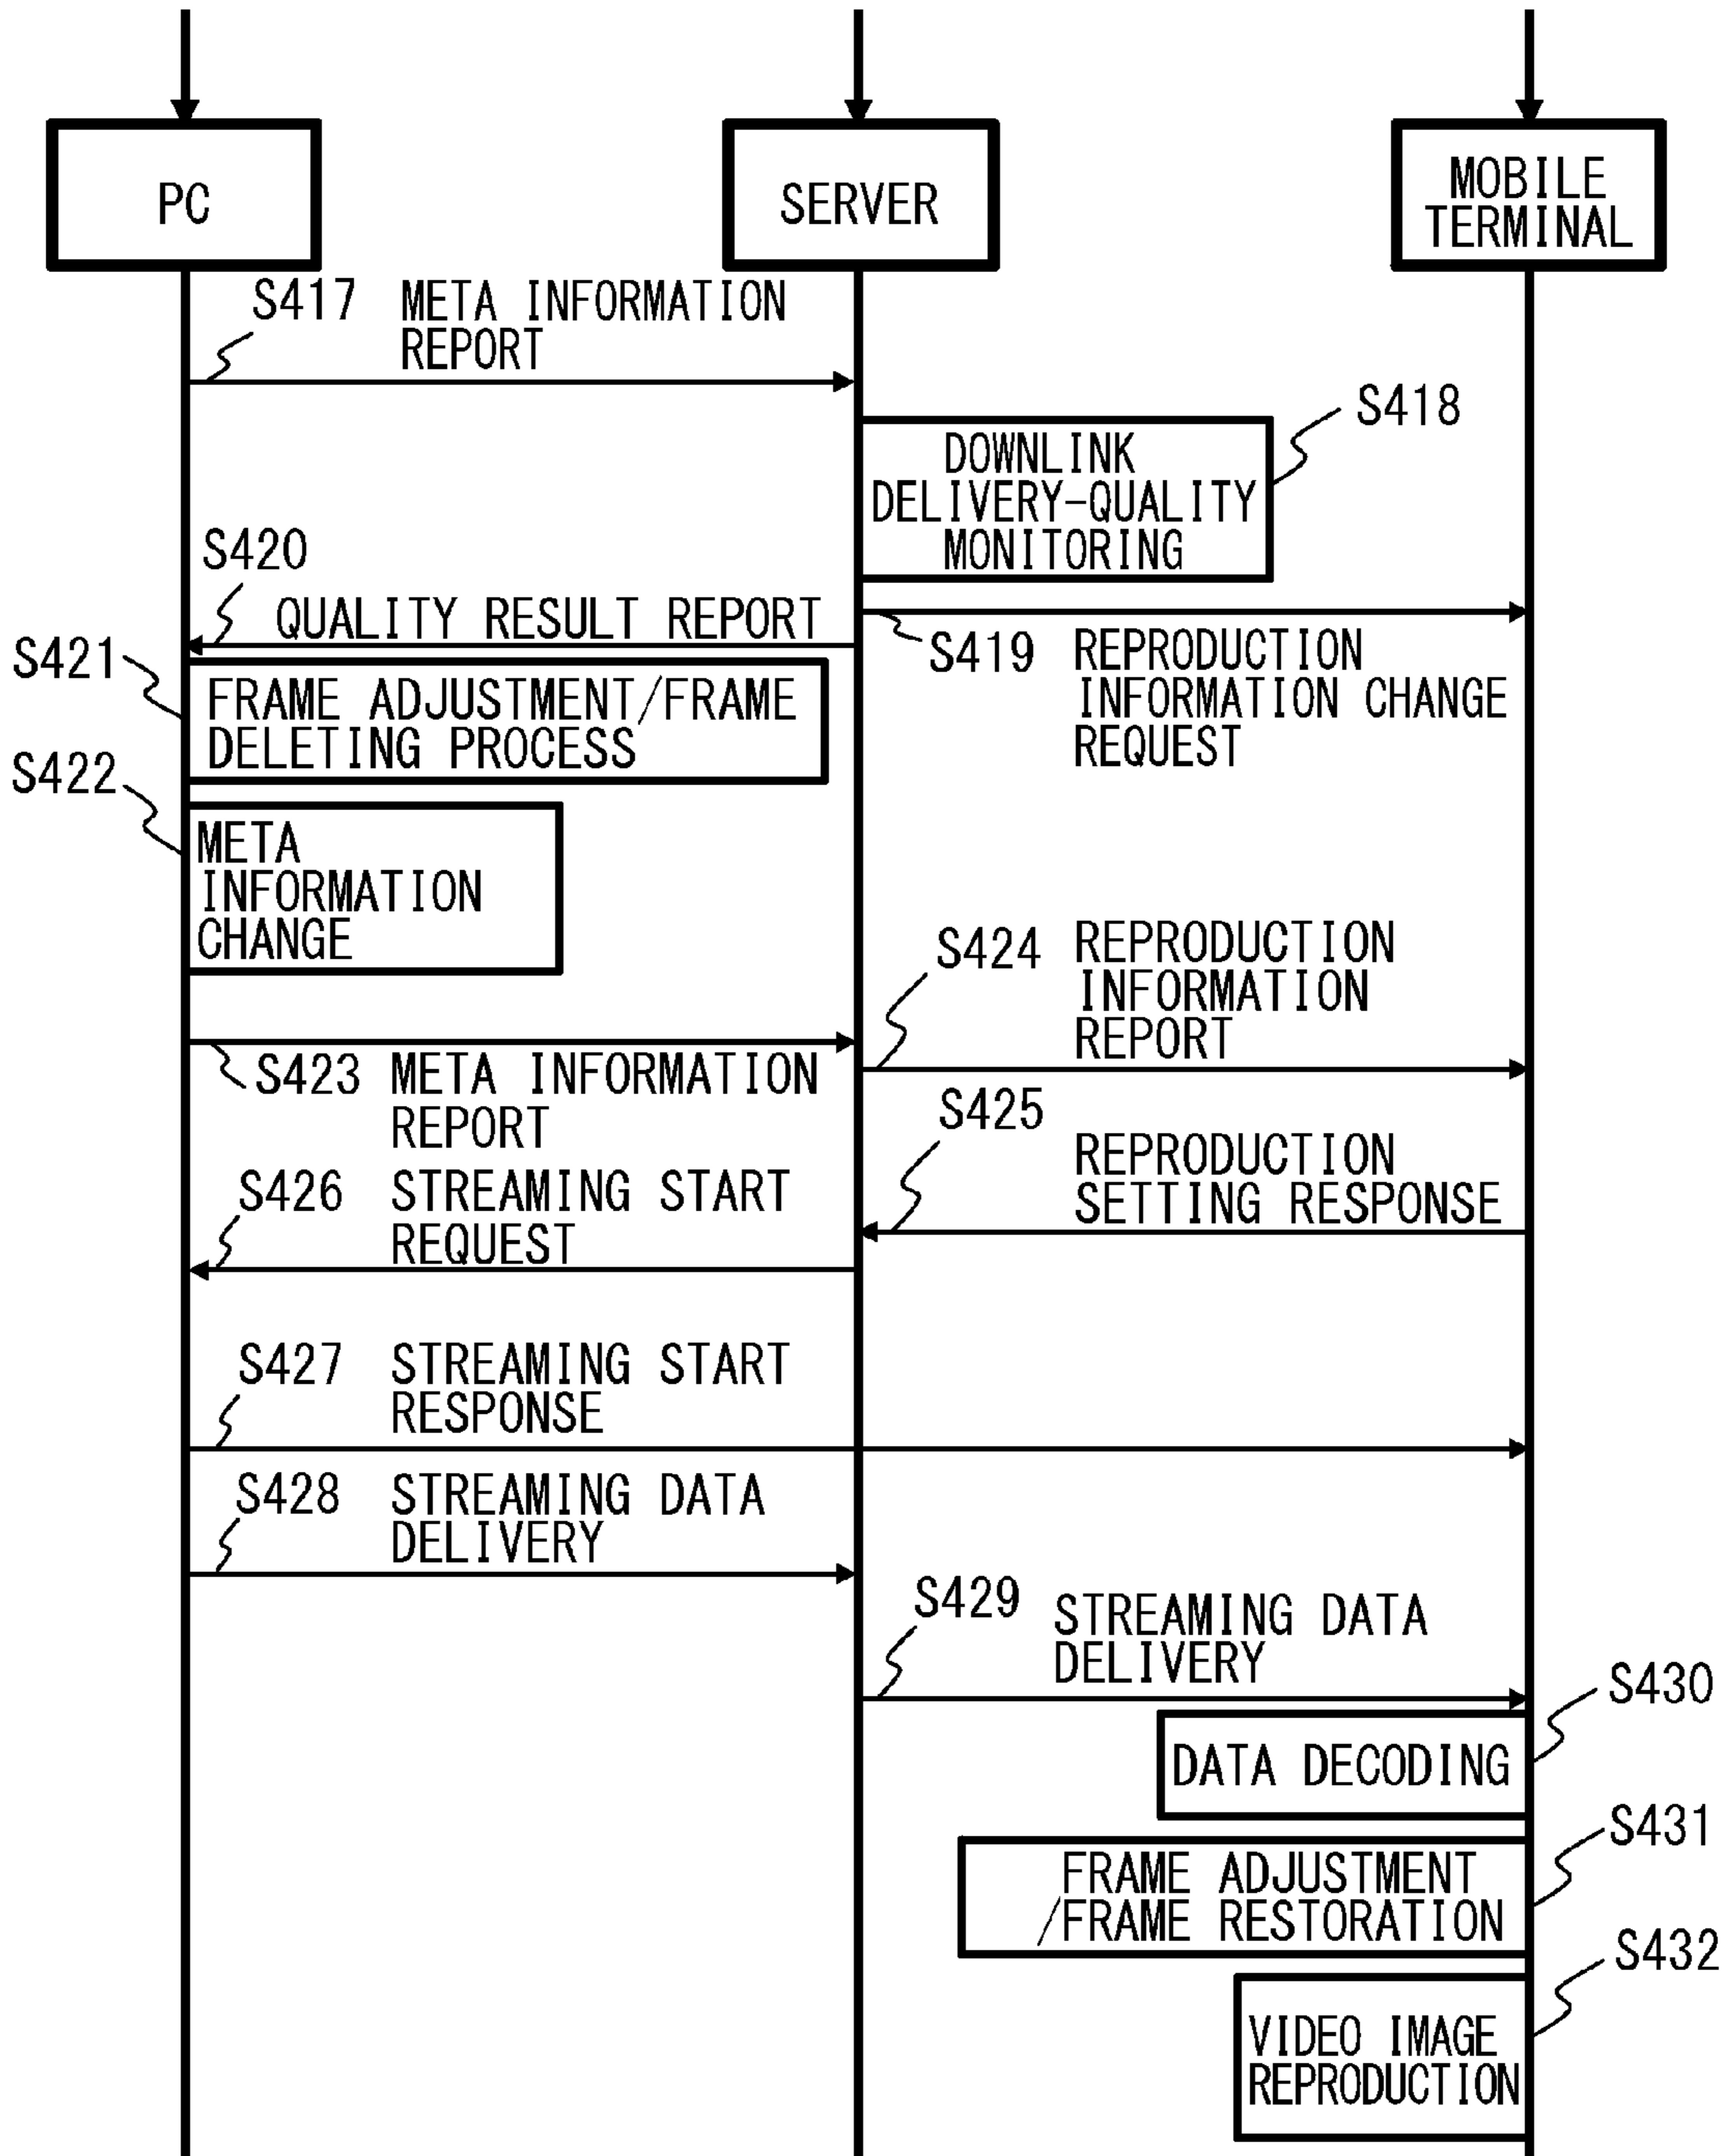 PC
SERVER
MOBILE
TERMINAL
S417
META INFORMATION
REPORT
S418
DOWNLINK
DELIVERY-QUALITY
MONITORING
S420
QUALITY RESULT REPORT
S419
REPRODUCTION
INFORMATION CHANGE
REQUEST
S421
FRAME ADJUSTMENT/FRAME
DELETING PROCESS
S422
META
INFORMATION
CHANGE
S424
REPRODUCTION
INFORMATION
REPORT
S423
META INFORMATION
REPORT
S425
REPRODUCTION
SETTING RESPONSE
S426
STREAMING START
REQUEST
S427
STREAMING START
RESPONSE
S428
STREAMING DATA
DELIVERY
S429
STREAMING DATA
DELIVERY
S430
DATA DECODING
S431
FRAME ADJUSTMENT
/FRAME RESTORATION
S432
VIDEO IMAGE
REPRODUCTION